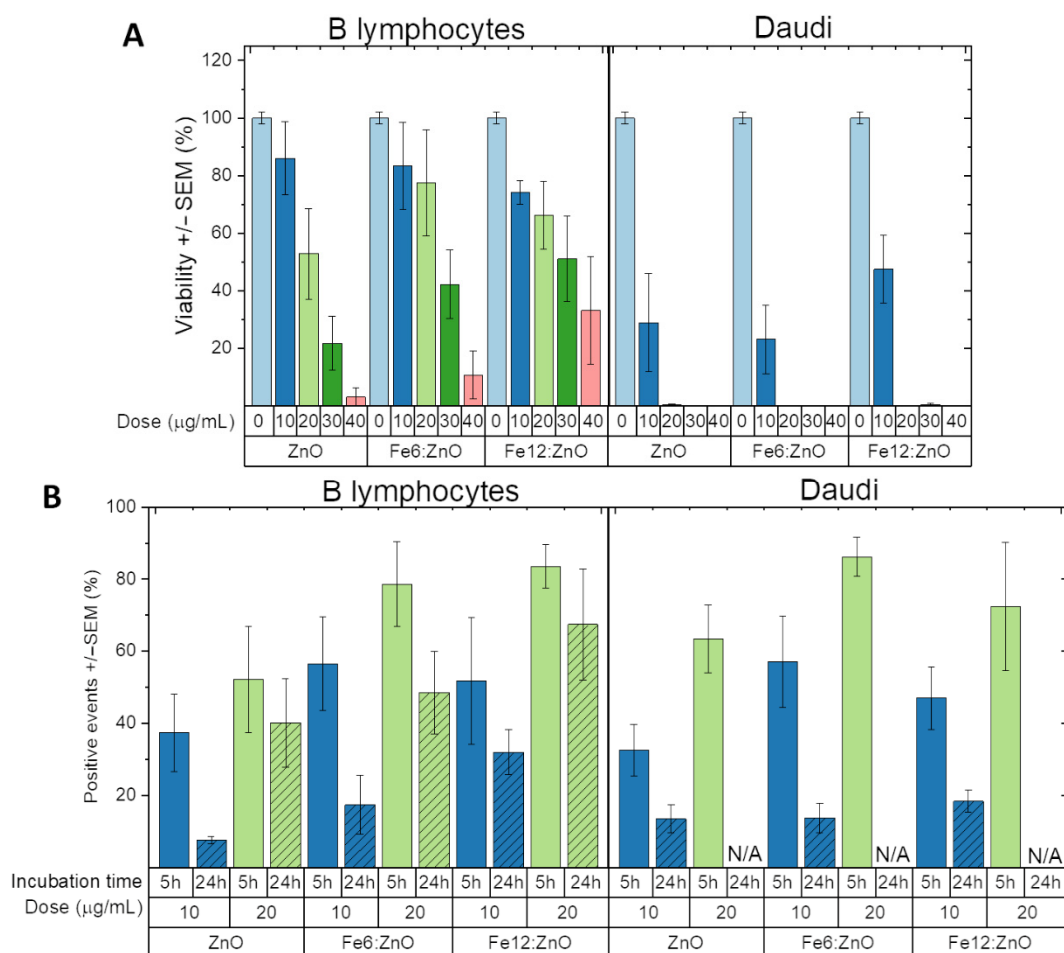 A
B lymphocytes Daudi
Viability +/− SEM (%)
120
100
80
60
40
20
Dose (μg/mL) 0 10 20 30 40 0 10 20 30 40 0 10 20 30 40 0 10 20 30 40 0 10 20 30 40 0 10 20 30 40
ZnO Fe6:ZnO Fe12:ZnO ZnO Fe6:ZnO Fe12:ZnO
B
B lymphocytes Daudi
Positive events +/−SEM (%)
100
80
60
40
20
N/A N/A N/A
Incubation time 5h 24h 5h 24h 5h 24h 5h 24h 5h 24h 5h 24h 5h 24h 5h 24h 5h 24h 5h 24h 5h 24h 5h 24h
Dose (μg/mL) 10 20 10 20 10 20 10 20 10 20 10 20
ZnO Fe6:ZnO Fe12:ZnO ZnO Fe6:ZnO Fe12:ZnO